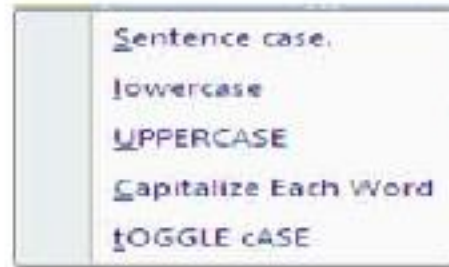 Sentence case.
lowercase
UPPERCASE
Capitalize Each Word
tOGGLE cASE